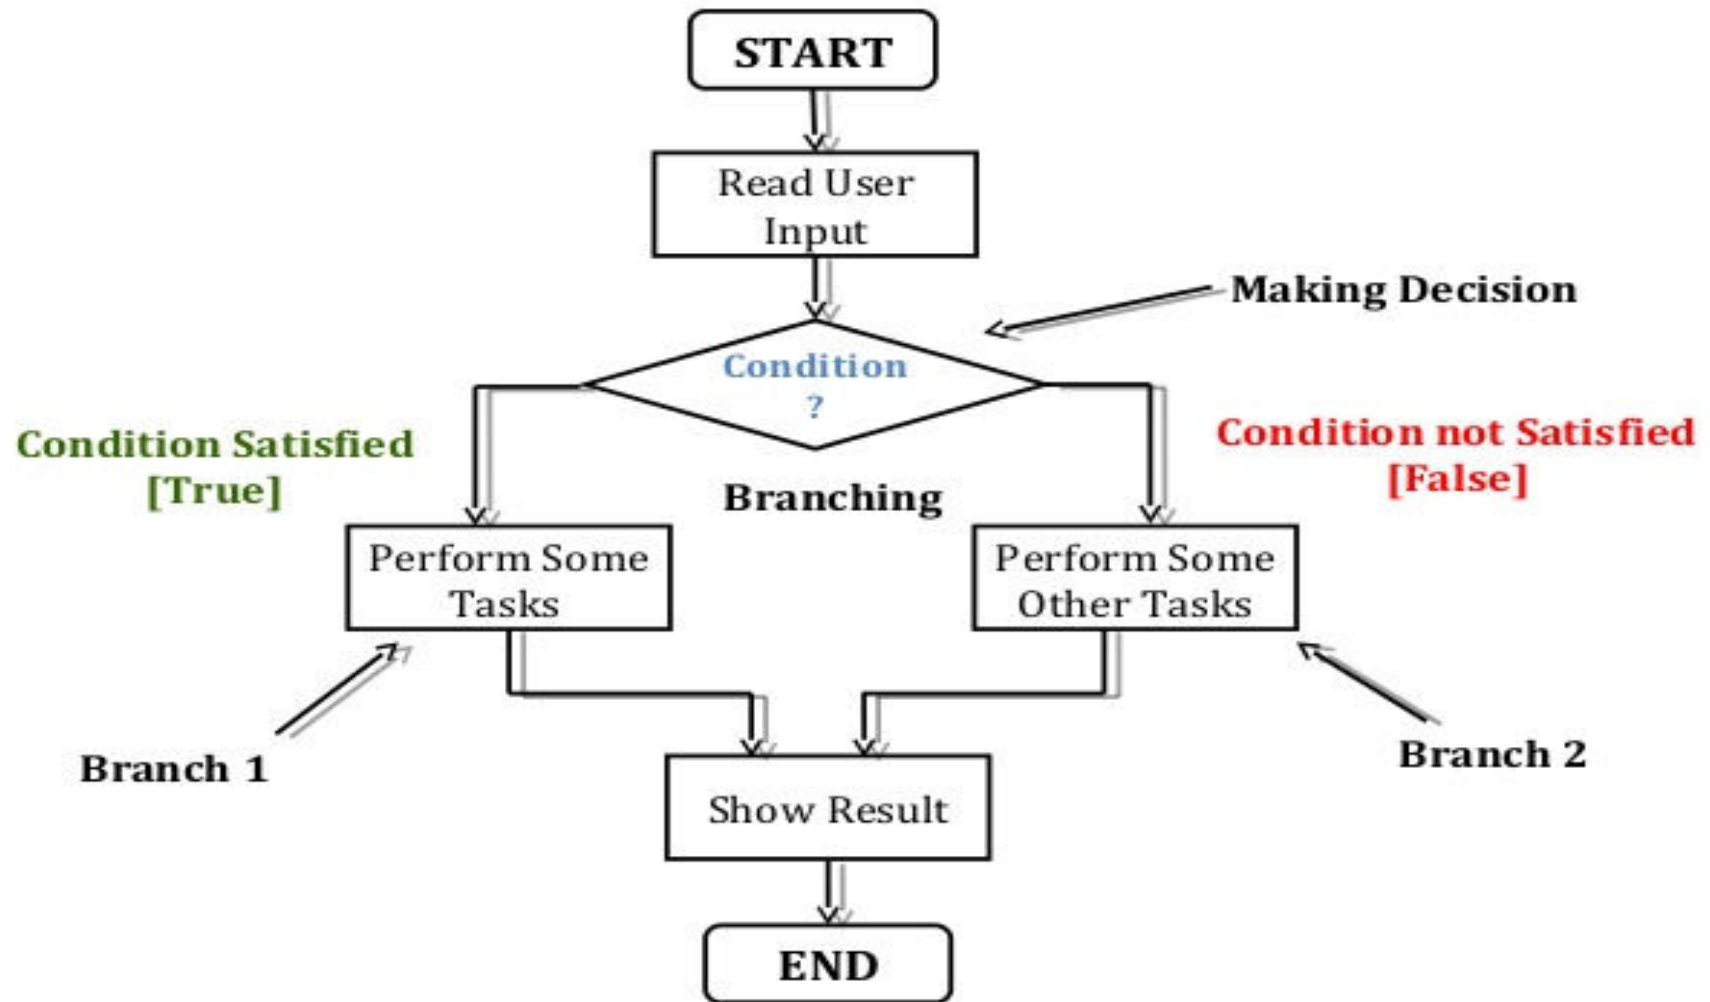 START
Read User
Input
Making Decision
Condition
?
Condition Satisfied
[True]
Condition not Satisfied
[False]
Branching
Perform Some
Tasks
Perform Some
Other Tasks
Branch 1
Branch 2
Show Result
END